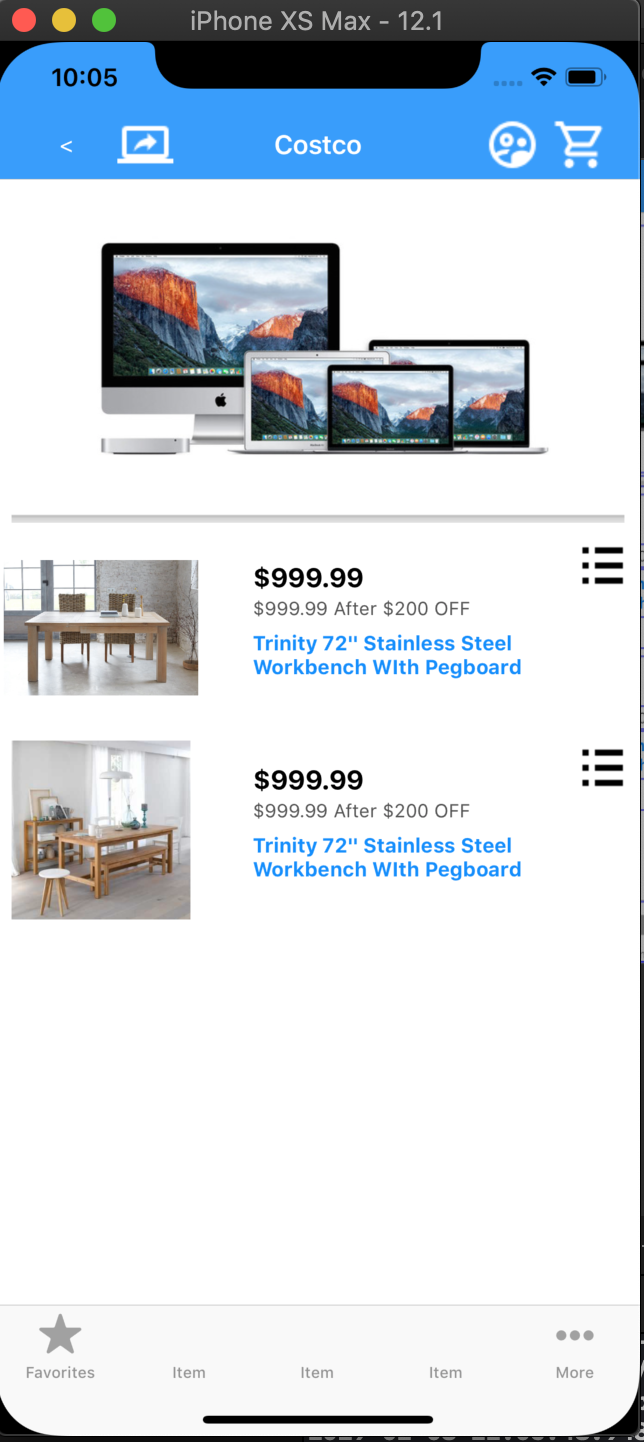 iPhone XS Max - 12.1
10:05
< Costco
$999.99
$999.99 After $200 OFF
Trinity 72'' Stainless Steel
Workbench WIth Pegboard
$999.99
$999.99 After $200 OFF
Trinity 72'' Stainless Steel
Workbench WIth Pegboard
Favorites Item Item Item More